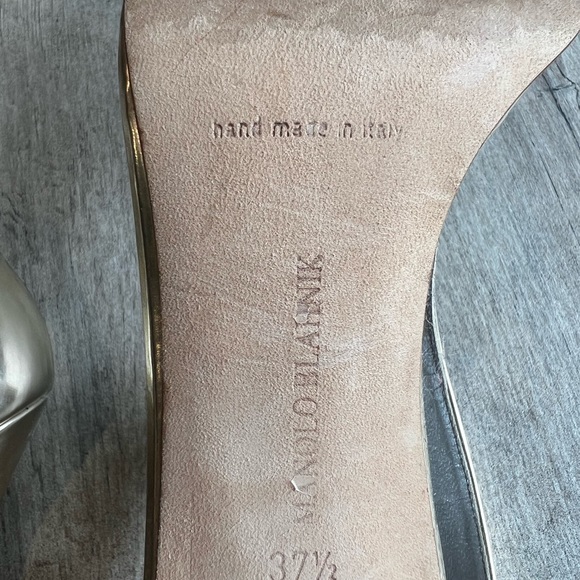 hand made in italy
MANOLO BLAHNIK
37½